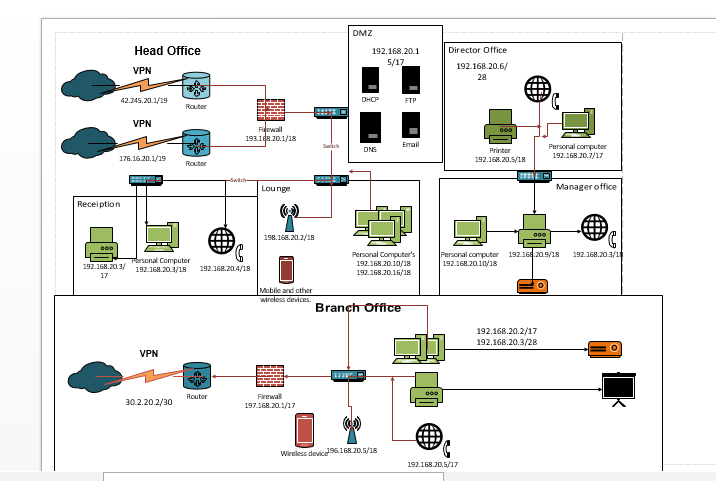 Head Office
VPN
42.245.20.1/19
Router
VPN
176.16.20.1/19
Router
Firewall
193.168.20.1/18
Switch
DMZ
192.168.20.1
5/17
DHCP
FTP
DNS
Email
Director Office
192.168.20.6/
28
Printer
192.168.20.5/18
Personal computer
192.168.20.7/17
Switch
Receiption
192.168.20.3/
17
Personal Computer
192.168.20.3/18
192.168.20.4/18
Lounge
198.168.20.2/18
Mobile and other
wireless devices.
Personal Computer's
192.168.20.10/18
192.168.20.16/18
Manager office
Personal computer
192.168.20.10/18
192.168.20.9/18
192.168.20.3/18
Branch Office
VPN
30.2.20.2/30
Router
Firewall
197.168.20.1/17
Wireless device
196.168.20.5/18
192.168.20.2/17
192.168.20.3/28
192.168.20.5/17